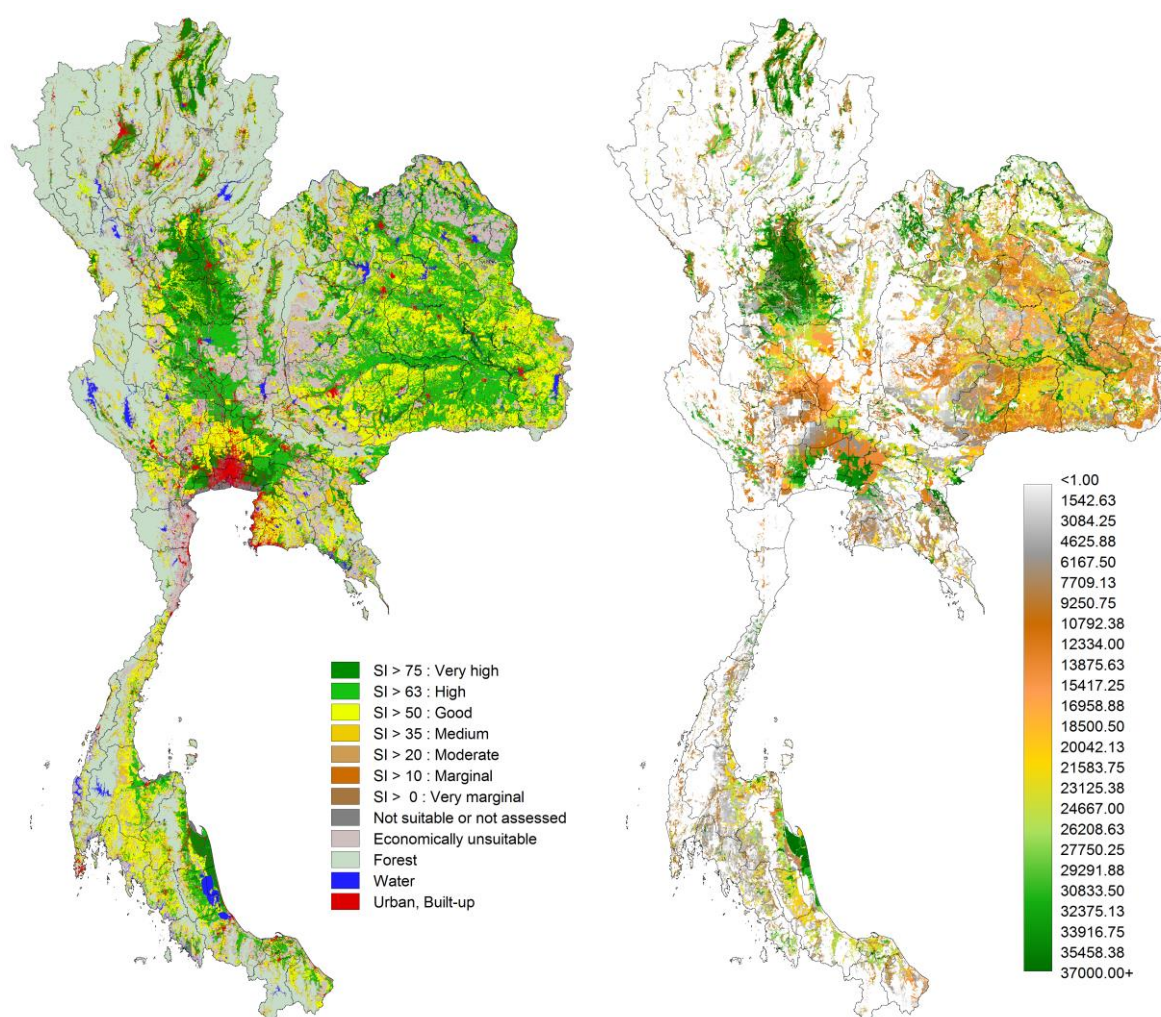 SI > 75 : Very high
SI > 63 : High
SI > 50 : Good
SI > 35 : Medium
SI > 20 : Moderate
SI > 10 : Marginal
SI > 0 : Very marginal
Not suitable or not assessed
Economically unsuitable
Forest
Water
Urban, Built-up
<1.00
1542.63
3084.25
4625.88
6167.50
7709.13
9250.75
10792.38
12334.00
13875.63
15417.25
16958.88
18500.50
20042.13
21583.75
23125.38
24667.00
26208.63
27750.25
29291.88
30833.50
32375.13
33916.75
35458.38
37000.00+